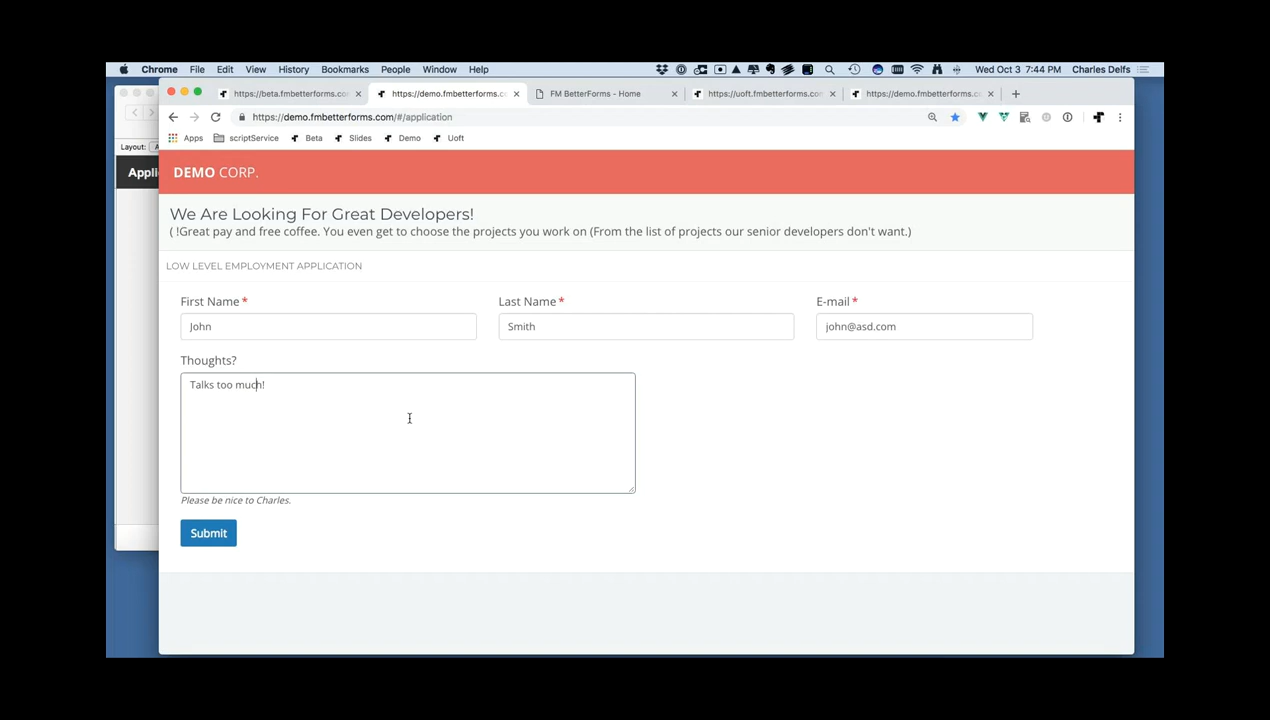 Chrome File Edit View History Bookmarks People Window Help Wed Oct 3 7:44 PM Charles Delfs
https://beta.fmbetterforms.co https://demo.fmbetterforms.c FM BetterForms - Home https://uoft.fmbetterforms.com https://demo.fmbetterforms.c
https://demo.fmbetterforms.com/#/application
Apps scriptService Beta Slides Demo Uoft
Layout:
Appli
DEMO CORP.
We Are Looking For Great Developers!
( !Great pay and free coffee. You even get to choose the projects you work on (From the list of projects our senior developers don't want.)
LOW LEVEL EMPLOYMENT APPLICATION
First Name * Last Name * E-mail *
John Smith john@asd.com
Thoughts?
Talks too much!
Please be nice to Charles.
Submit